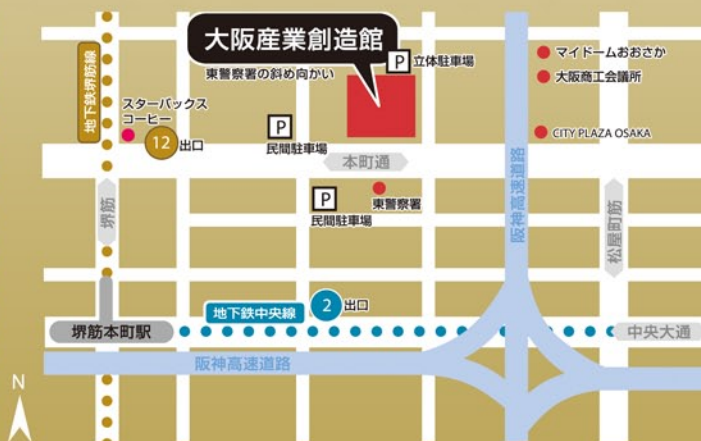 大阪産業創造館
東警察署の斜め向かい
P 立体駐車場
マイドームおおさか
大阪商工会議所
CITY PLAZA OSAKA
地下鉄堺筋線
スターバックス
コーヒー
12 出口
P
民間駐車場
本町通
P
民間駐車場
東警察署
阪神高速道路
堺筋
松屋町筋
地下鉄中央線
2 出口
堺筋本町駅
中央大通
阪神高速道路
N